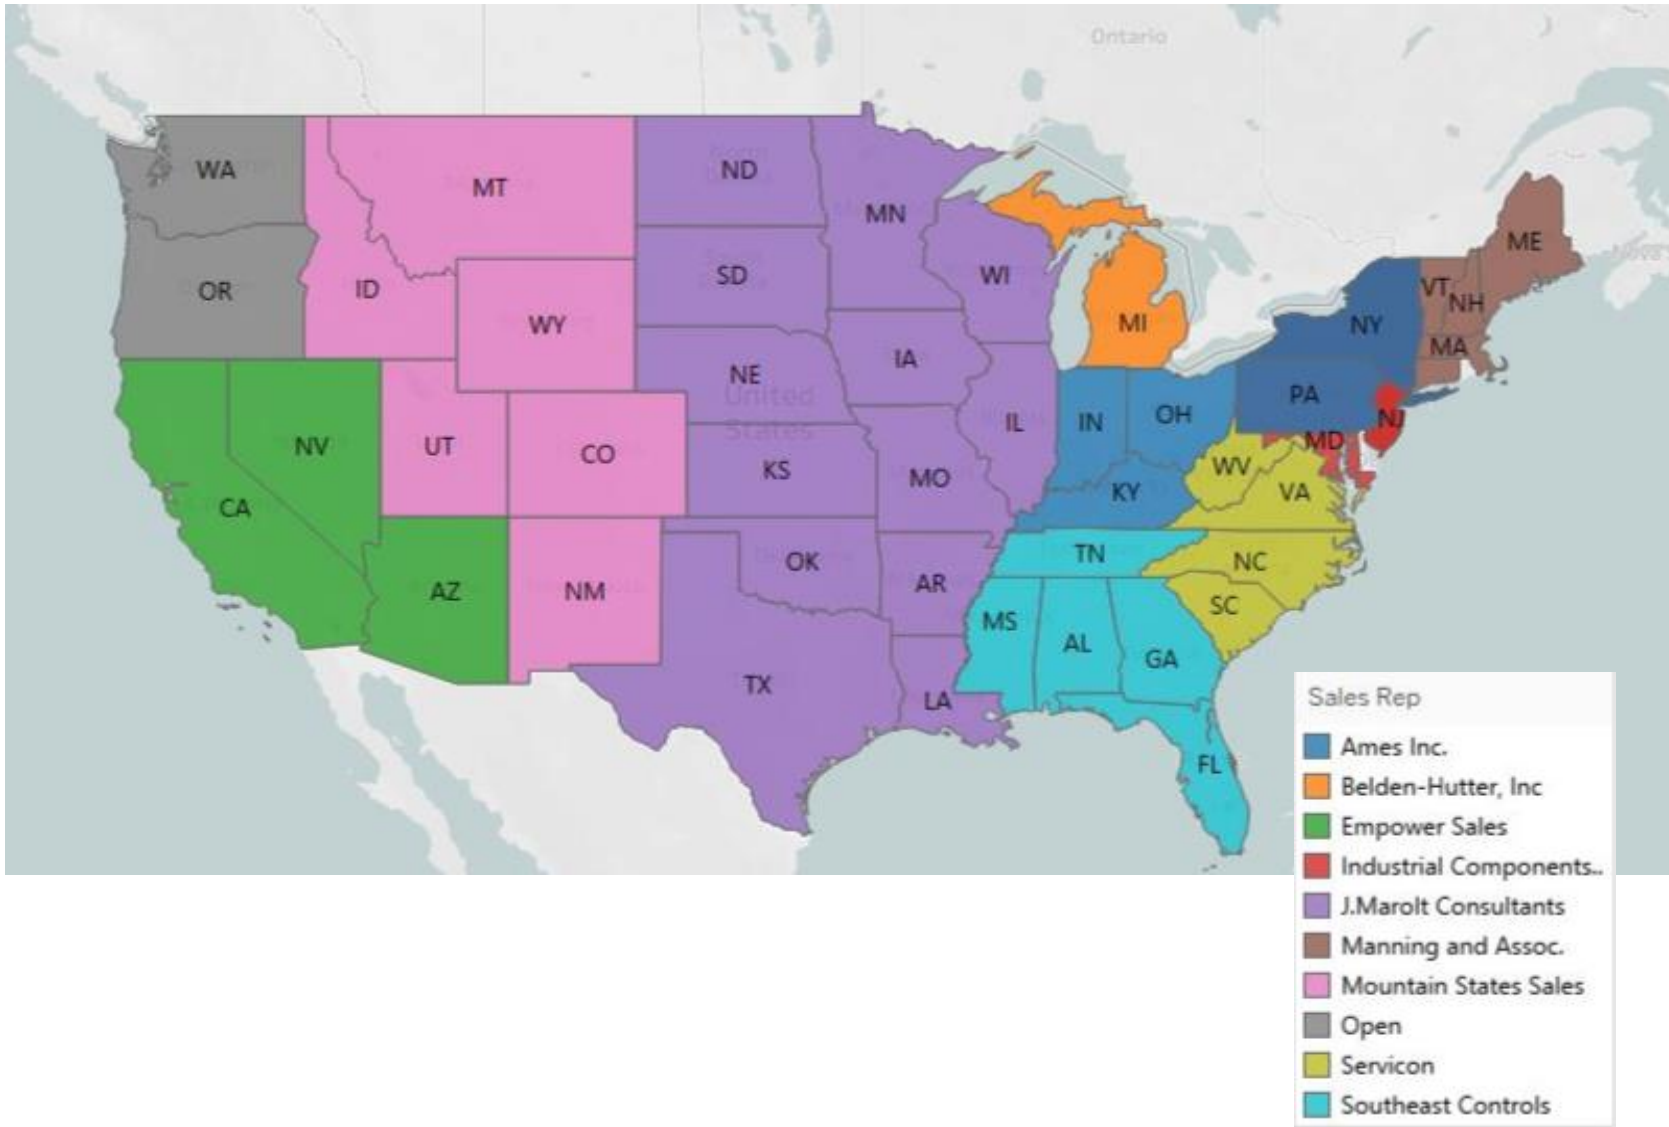 Ontario
WA
MT
ND
MN
ME
OR
ID
SD
WI
VT
NH
WY
MI
NY
MA
IA
NE
United
States
PA
NV
UT
CO
IL
IN
OH
NJ
MD
KS
MO
WV
KY
VA
CA
TN
NC
OK
AZ
NM
AR
SC
MS
AL
GA
TX
LA
FL
Sales Rep
Ames Inc.
Belden-Hutter, Inc
Empower Sales
Industrial Components..
J.Marolt Consultants
Manning and Assoc.
Mountain States Sales
Open
Servicon
Southeast Controls